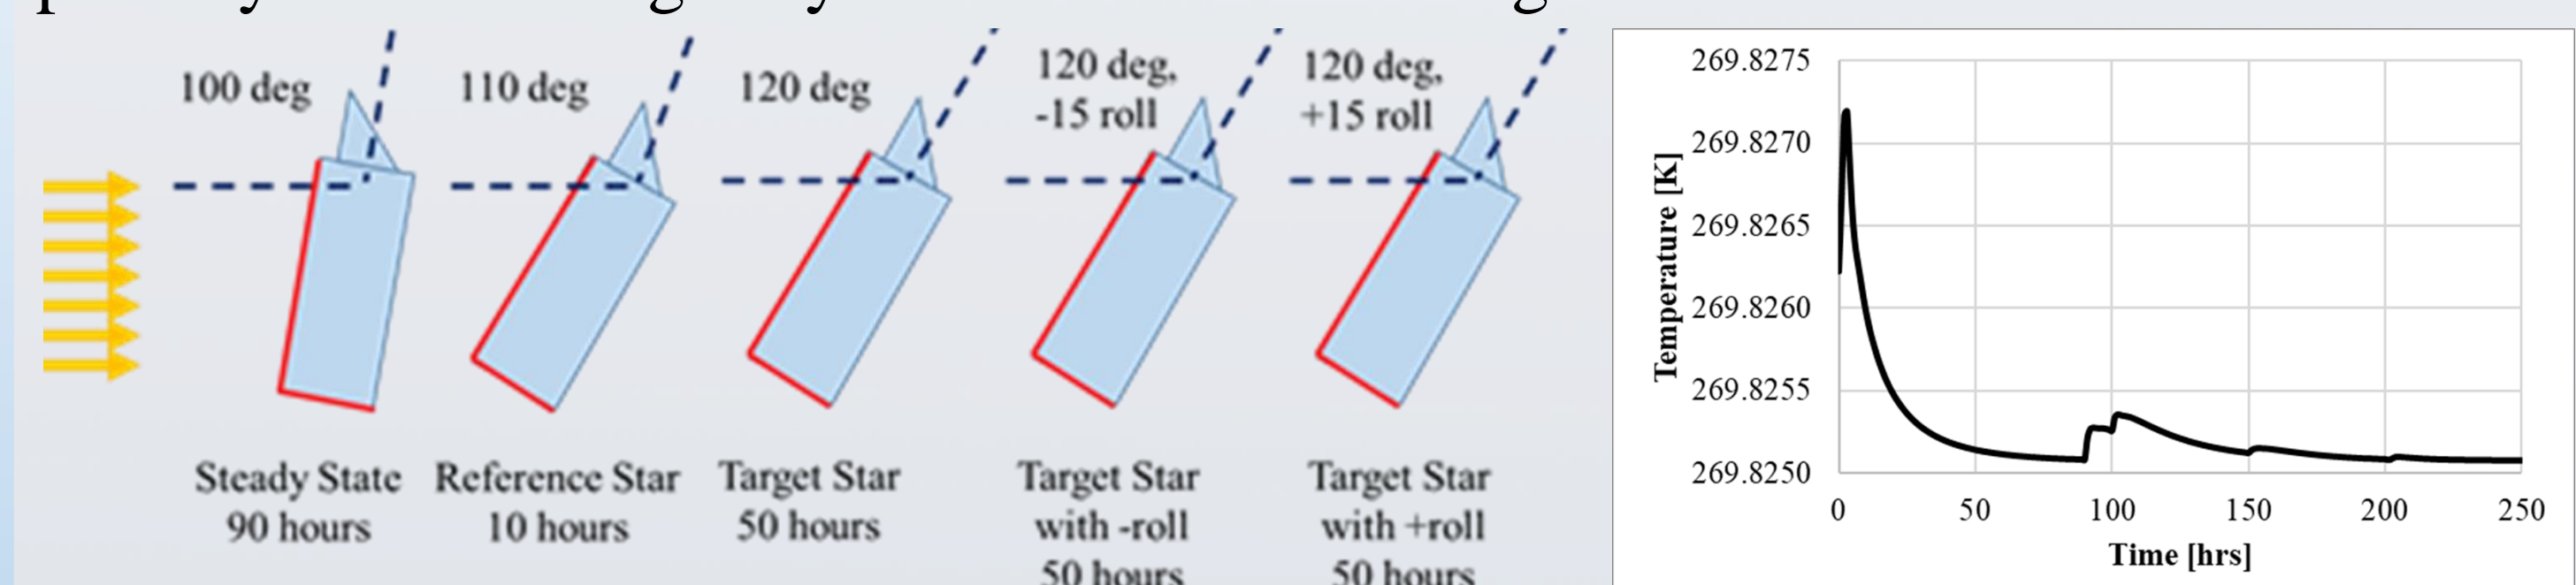 100 deg
110 deg
120 deg
120 deg,
-15 roll
120 deg,
+15 roll
Steady State
90 hours
Reference Star
10 hours
Target Star
50 hours
Target Star
with -roll
50 hours
Target Star
with +roll
50 hours
269.8275
269.8270
269.8265
269.8260
269.8255
269.8250
Temperature [K]
0 50 100 150 200 250
Time [hrs]